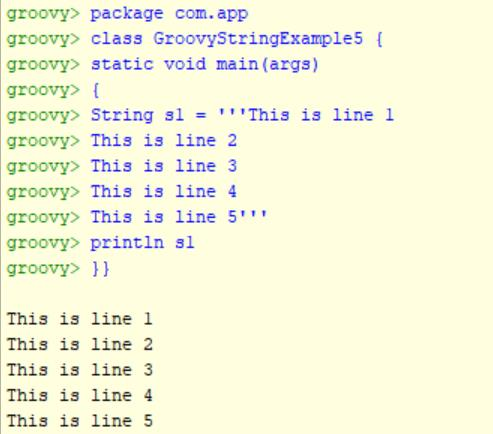 groovy> package com.app
groovy> class GroovyStringExample5 {
groovy> static void main(args)
groovy> {
groovy> String s1 = '''This is line 1
groovy> This is line 2
groovy> This is line 3
groovy> This is line 4
groovy> This is line 5'''
groovy> println s1
groovy> }}

This is line 1
This is line 2
This is line 3
This is line 4
This is line 5